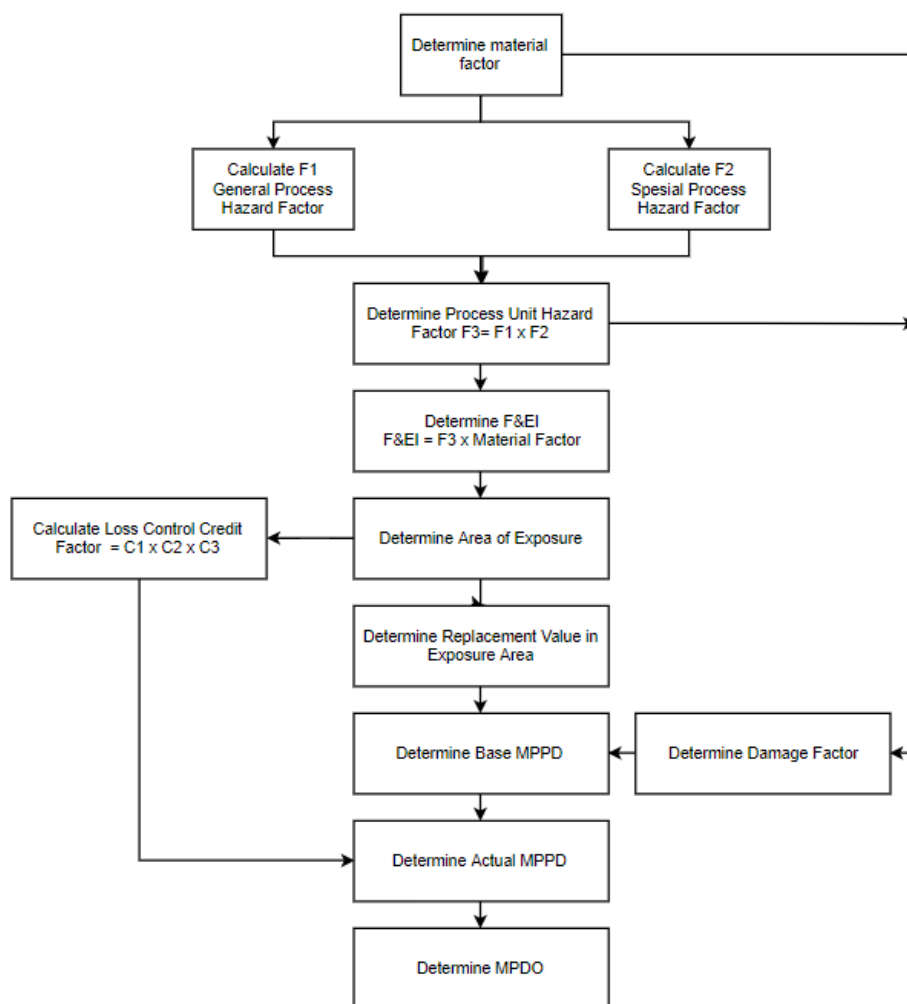 Determine material
factor
Calculate F1
General Process
Hazard Factor
Calculate F2
Spesial Process
Hazard Factor
Determine Process Unit Hazard
Factor F3= F1 x F2
Determine F&EI
F&EI = F3 x Material Factor
Calculate Loss Control Credit
Factor = C1 x C2 x C3
Determine Area of Exposure
Determine Replacement Value in
Exposure Area
Determine Base MPPD
Determine Damage Factor
Determine Actual MPPD
Determine MPDO